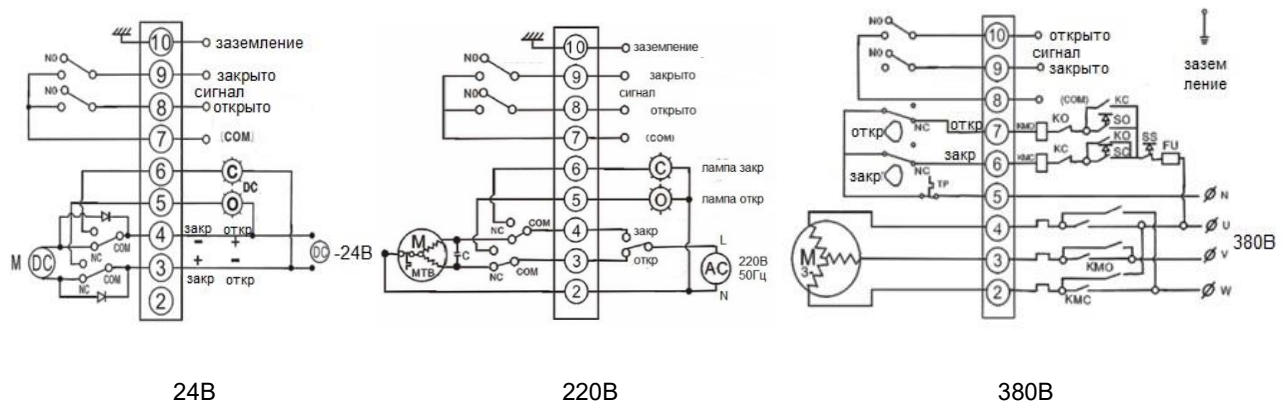 10 заземление
NO
9 закрыто
сигнал
NO
8 открыто
7 (COM)
6 C
DC
5 O
NC
COM
4 закр откр
- +
M DC
DC -24В
+ -
3 закр откр
NC
COM
2
24В
10 заземление
NO
9 закрыто
сигнал
NO
8 открыто
7 (COM)
6 C лампа закр
5 O лампа откр
NC
COM
4 закр
M
C
L
MTB
3 откр
NC
COM
AC 220В
50Гц
2 N
220В
NO
10 открыто
сигнал
NO
9 закрыто
зазем
ление
8 (COM)
KC
откр NC откр
7 KMO KO SO
KO
SS
FU
закр
6 KMC KC SC
закр NC
TP
5 N
4 U
380В
M
3
3 V
KMO
2 W
KMC
380В